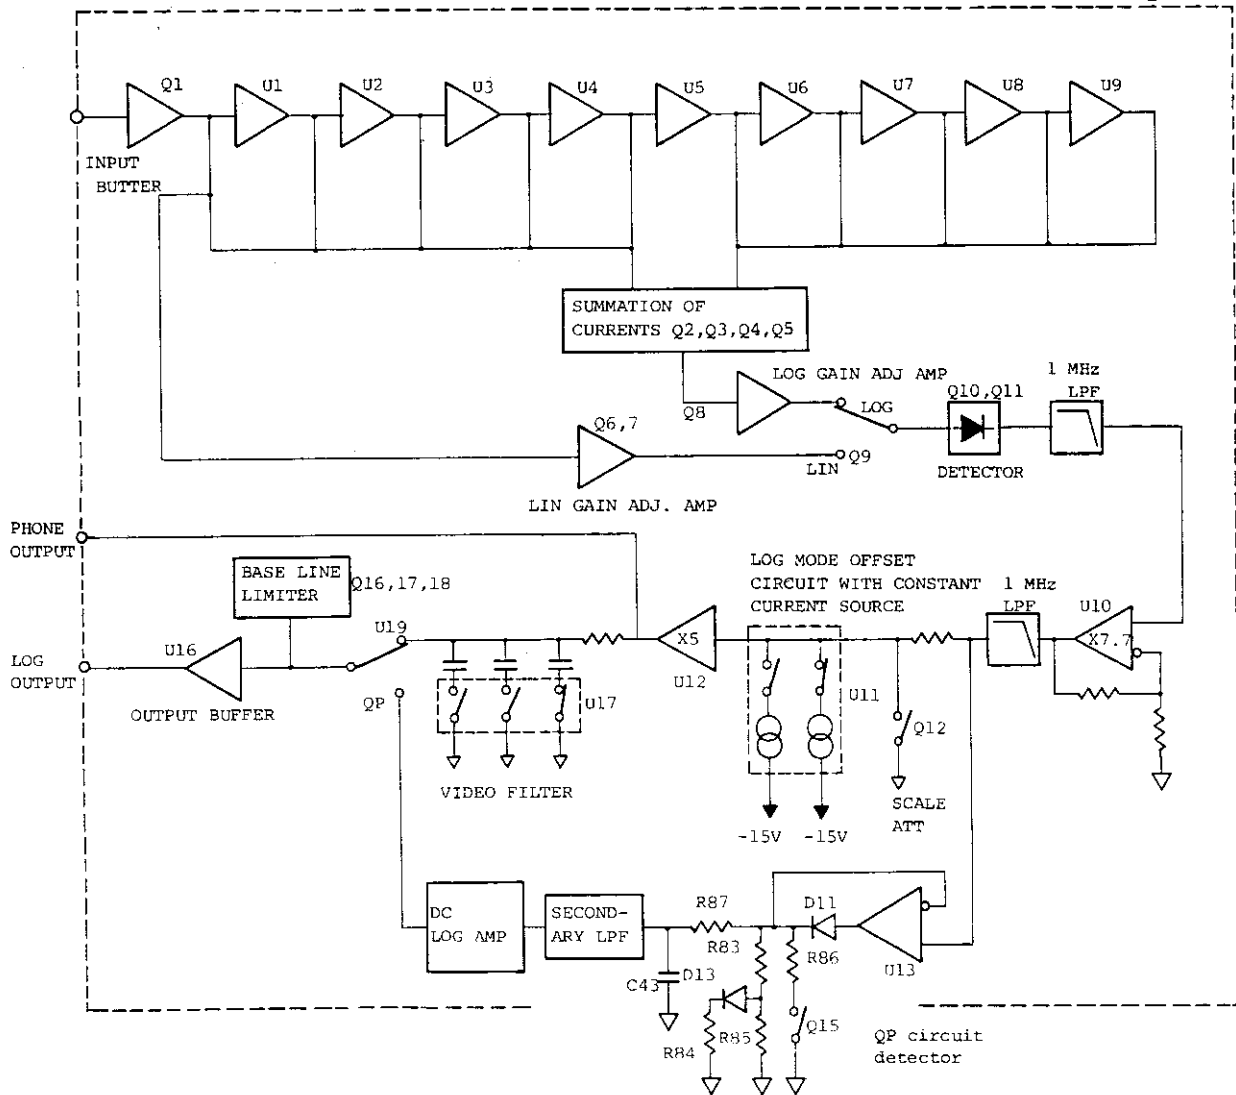 Q1
U1
U2
U3
U4
U5
U6
U7
U8
U9
INPUT
BUTTER
SUMMATION OF
CURRENTS Q2,Q3,Q4,Q5
LOG GAIN ADJ AMP
Q8
LOG
Q10,Q11
1 MHz
LPF
Q6,7
LIN
Q9
DETECTOR
LIN GAIN ADJ. AMP
PHONE
OUTPUT
BASE LINE
LIMITER
Q16,17,18
LOG MODE OFFSET
CIRCUIT WITH CONSTANT
CURRENT SOURCE
1 MHz
LPF
U10
X7.7
U19
X5
U12
U16
LOG
OUTPUT
OUTPUT BUFFER
QP
U17
U11
Q12
VIDEO FILTER
SCALE
ATT
-15V
-15V
DC
LOG AMP
SECOND-
ARY LPF
R87
R83
D11
R86
U13
C43
D13
R84
R85
Q15
QP circuit
detector